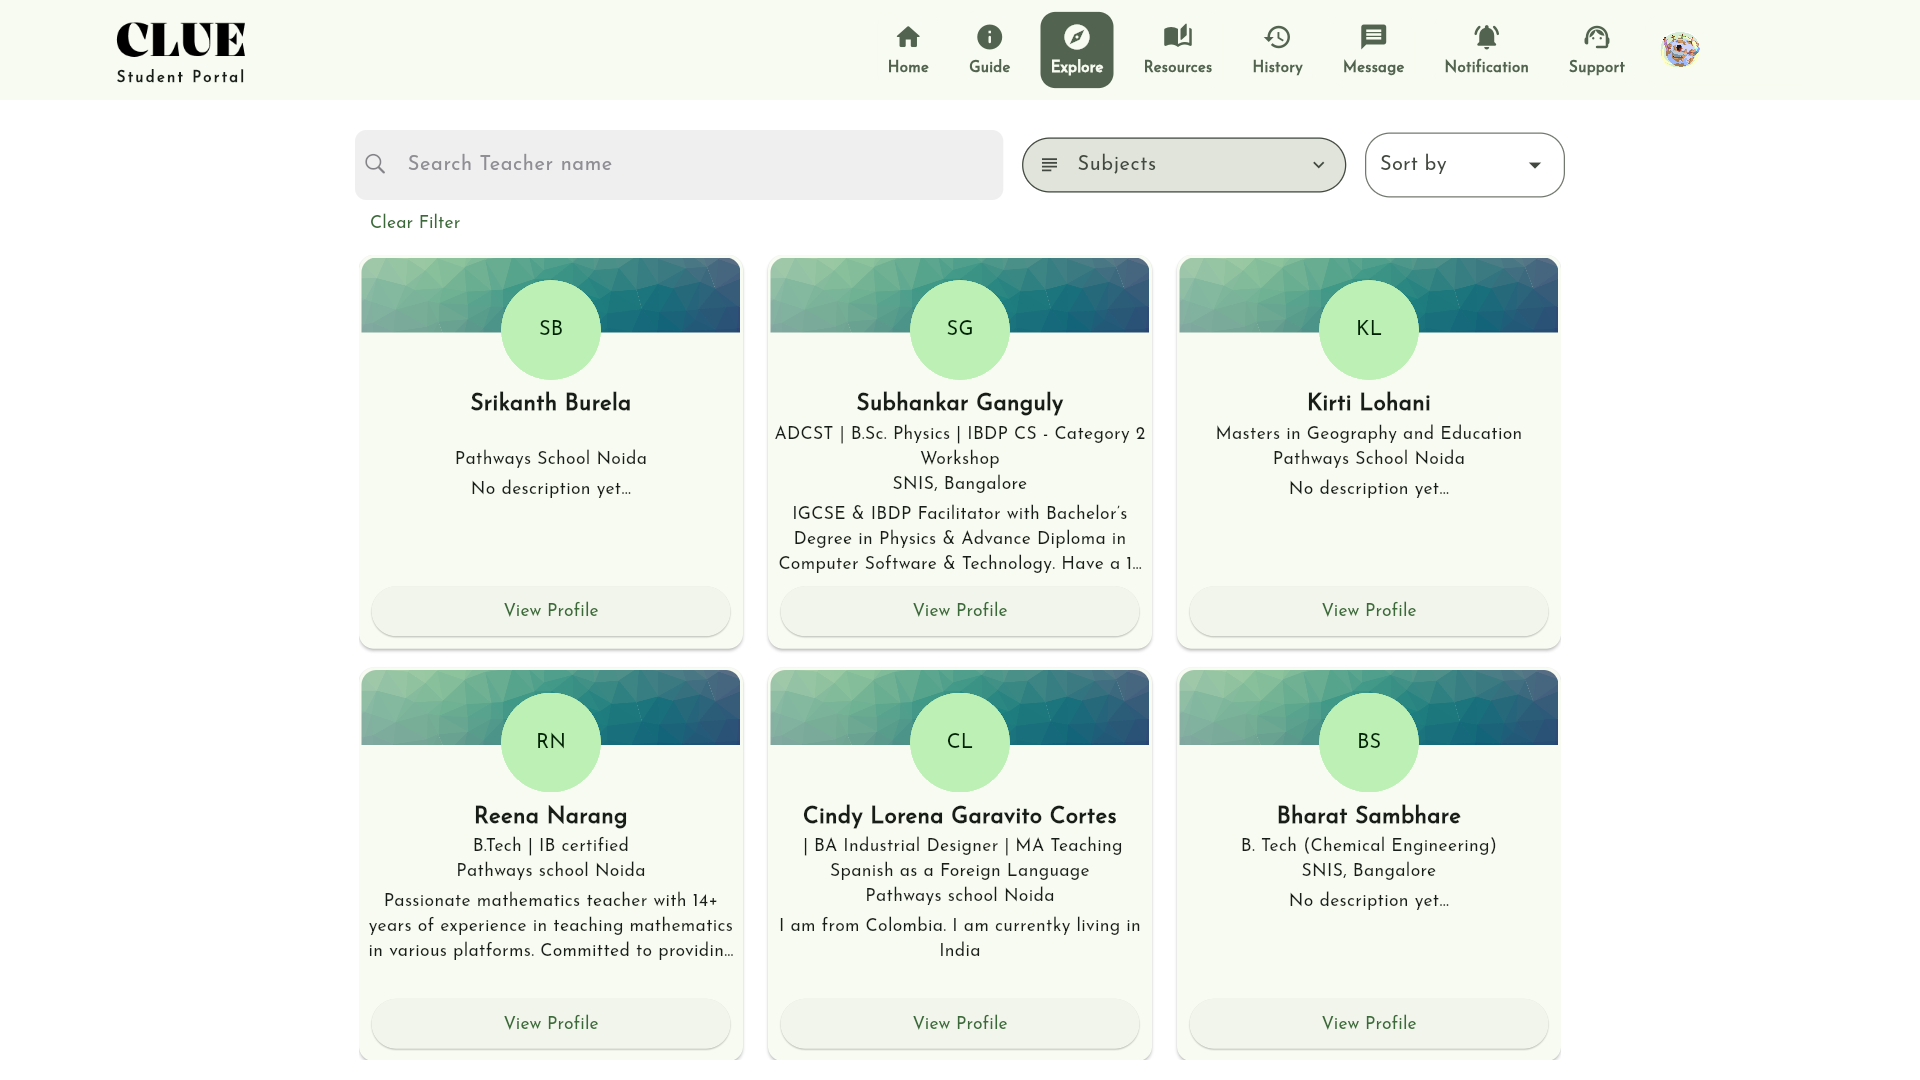 CLUE
Student Portal
Home
Guide
Explore
Resources
History
Message
Notification
Support
Search Teacher name
Subjects
Sort by
Clear Filter
SB
Srikanth Burela
Pathways School Noida
No description yet...
View Profile
SG
Subhankar Ganguly
ADCST | B.Sc. Physics | IBDP CS - Category 2
Workshop
SNIS, Bangalore
IGCSE & IBDP Facilitator with Bachelor's
Degree in Physics & Advance Diploma in
Computer Software & Technology. Have a 1...
View Profile
KL
Kirti Lohani
Masters in Geography and Education
Pathways School Noida
No description yet...
View Profile
RN
Reena Narang
B.Tech | IB certified
Pathways school Noida
Passionate mathematics teacher with 14+
years of experience in teaching mathematics
in various platforms. Committed to providin...
View Profile
CL
Cindy Lorena Garavito Cortes
| BA Industrial Designer | MA Teaching
Spanish as a Foreign Language
Pathways school Noida
I am from Colombia. I am currentky living in
India
View Profile
BS
Bharat Sambhare
B. Tech (Chemical Engineering)
SNIS, Bangalore
No description yet...
View Profile